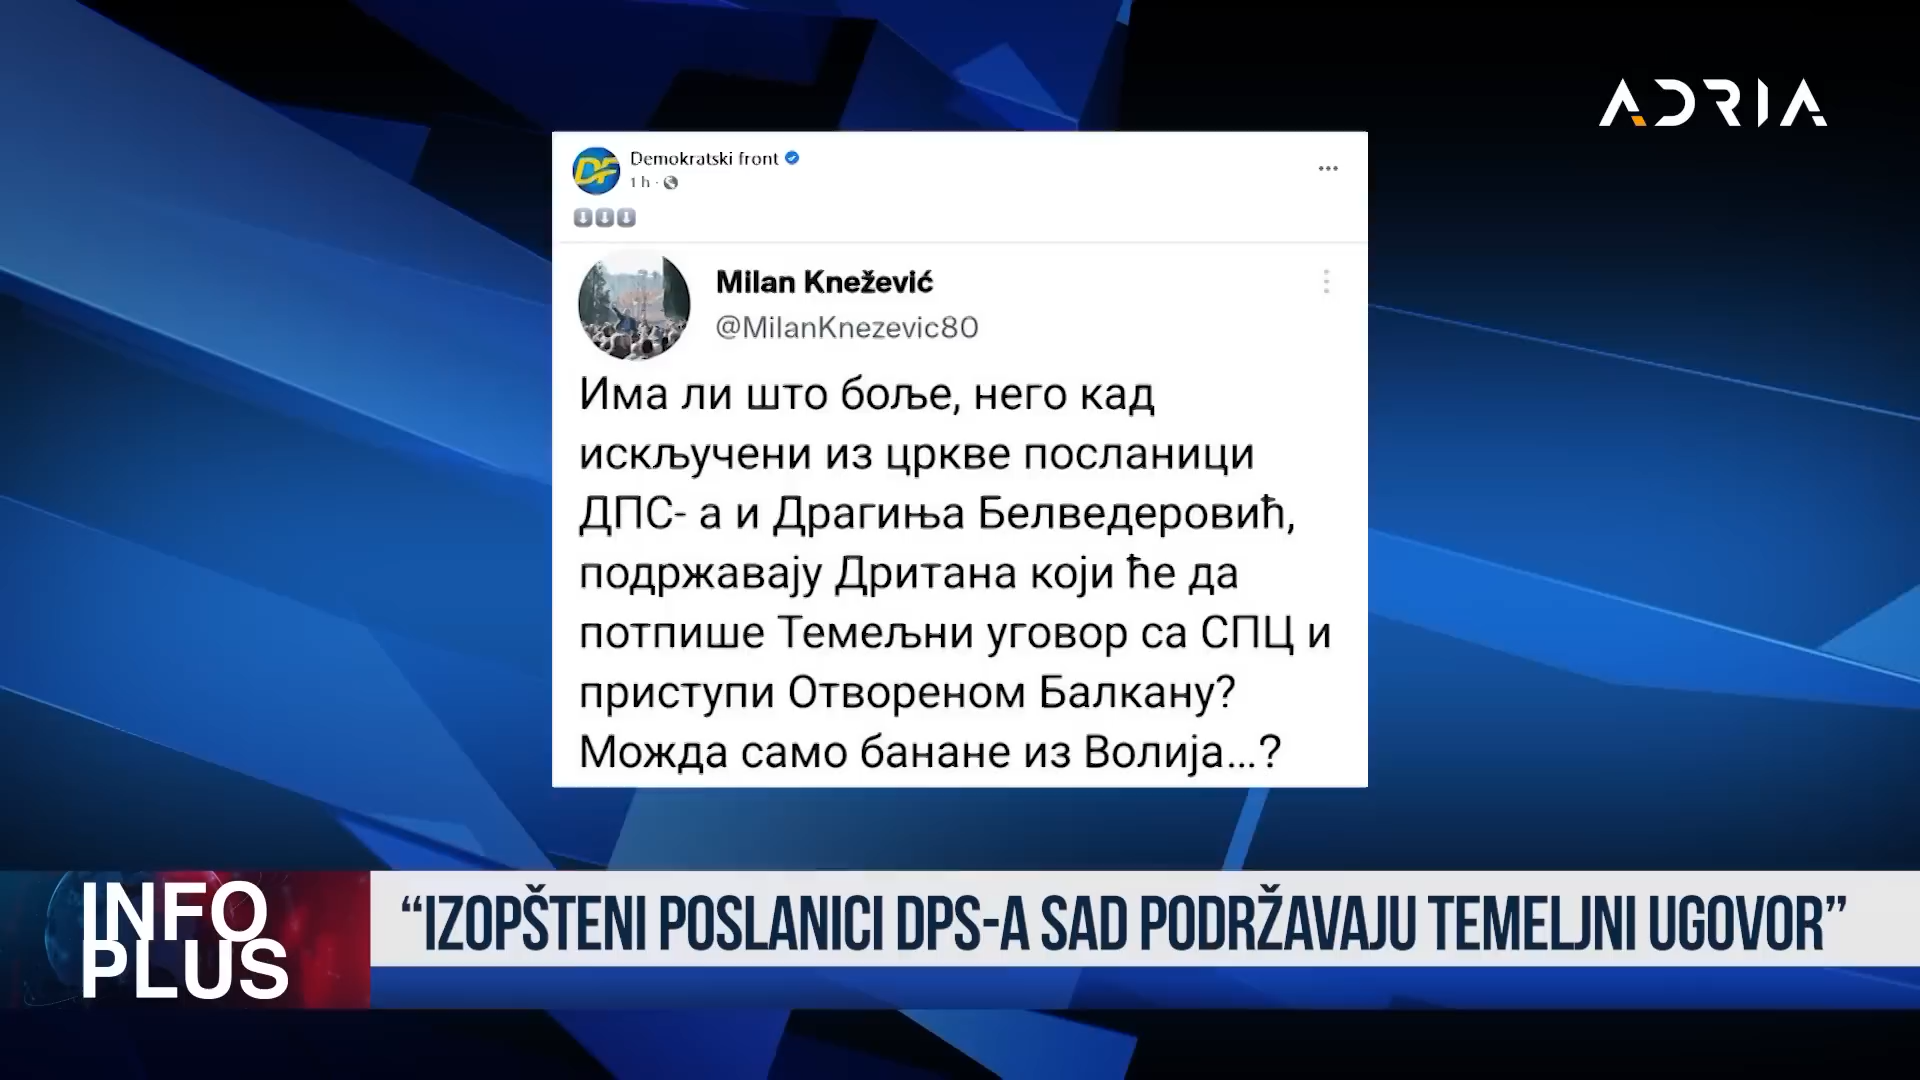 ADRIA
DF
Demokratski front
1 h ·
Milan Knežević
@MilanKnezevic80
Има ли што боље, него кад
искључени из цркве посланици
ДПС- а и Драгиња Белведеровић,
подржавају Дритана који ће да
потпише Темељни уговор са СПЦ и
приступи Отвореном Балкану?
Можда само банане из Волија...?
INFO
PLUS
“IZOPŠTENI POSLANICI DPS-A SAD PODRŽAVAJU TEMELJNI UGOVOR”